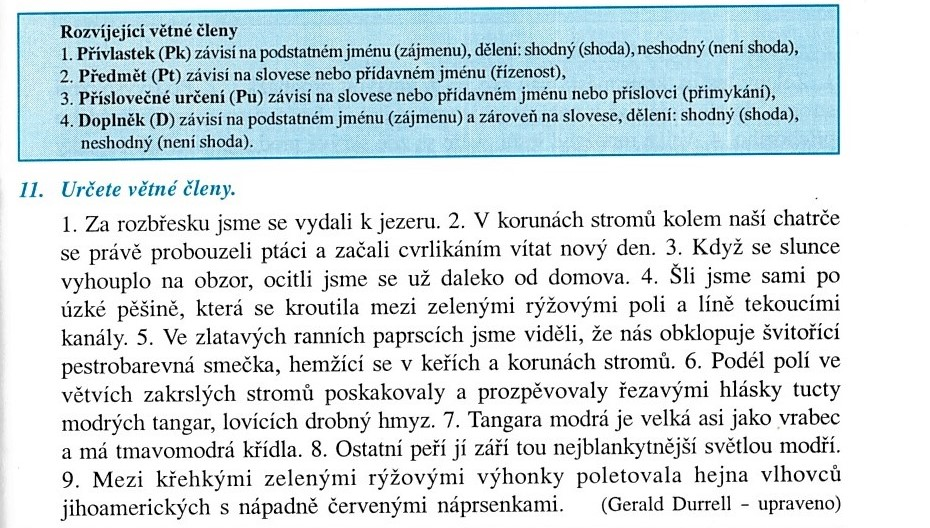 Rozvíjející větné členy
1. Přívlastek (Pk) závisí na podstatném jménu (zájmenu), dělení: shodný (shoda), neshodný (není shoda),
2. Předmět (Pt) závisí na slovese nebo přídavném jménu (řízenost),
3. Příslovečné určení (Pu) závisí na slovese nebo přídavném jménu nebo příslovci (přimykání),
4. Doplněk (D) závisí na podstatném jménu (zájmenu) a zároveň na slovese, dělení: shodný (shoda),
neshodný (není shoda).
11. Určete větné členy.
1. Za rozbřesku jsme se vydali k jezeru. 2. V korunách stromů kolem naší chatrče
se právě probouzeli ptáci a začali cvrlikáním vítat nový den. 3. Když se slunce
vyhouplo na obzor, ocitli jsme se už daleko od domova. 4. Šli jsme sami po
úzké pěšině, která se kroutila mezi zelenými rýžovými poli a líně tekoucími
kanály. 5. Ve zlatavých ranních paprscích jsme viděli, že nás obklopuje švitořící
pestrobarevná smečka, hemžící se v keřích a korunách stromů. 6. Podél polí ve
větvích zakrslých stromů poskakovaly a prozpěvovaly řezavými hlásky tucty
modrých tangar, lovících drobný hmyz. 7. Tangara modrá je velká asi jako vrabec
a má tmavomodrá křídla. 8. Ostatní peří jí září tou nejblankytnější světlou modří.
9. Mezi křehkými zelenými rýžovými výhonky poletovala hejna vlhovců
jihoamerických s nápadně červenými náprsenkami. (Gerald Durrell – upraveno)